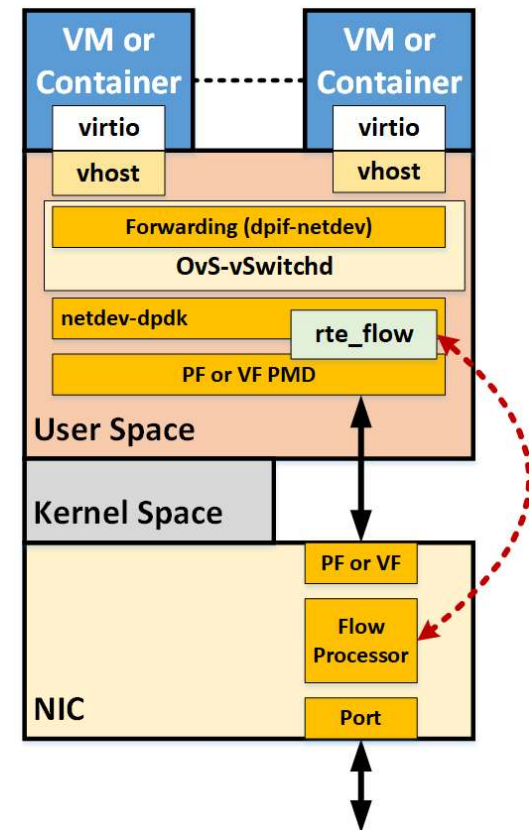 VM or
Container
VM or
Container
virtio
virtio
vhost
vhost
Forwarding (dpif-netdev)
OvS-vSwitchd
netdev-dpdk
rte_flow
PF or VF PMD
User Space
Kernel Space
PF or VF
Flow
Processor
NIC
Port